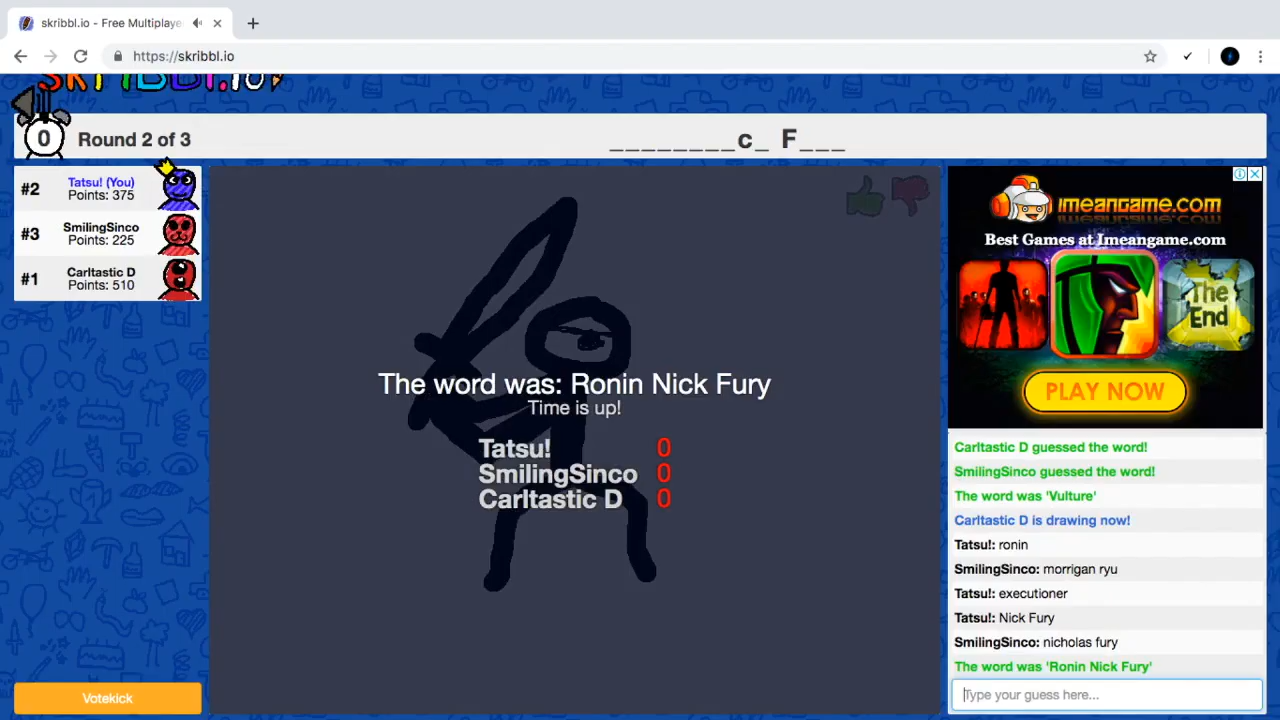 skribbl.io - Free Multiplaye
https://skribbl.io
skribbl.io
0
Round 2 of 3
________c_ F___
#2
Tatsu! (You)
Points: 375
#3
SmilingSinco
Points: 225
#1
Carltastic D
Points: 510
The word was: Ronin Nick Fury
Time is up!
Tatsu! 0
SmilingSinco 0
Carltastic D 0
imeangame.com
Best Games at Imeangame.com
The
End
PLAY NOW
Carltastic D guessed the word!
SmilingSinco guessed the word!
The word was 'Vulture'
Carltastic D is drawing now!
Tatsu!: ronin
SmilingSinco: morrigan ryu
Tatsu!: executioner
Tatsu!: Nick Fury
SmilingSinco: nicholas fury
The word was 'Ronin Nick Fury'
Type your guess here...
Votekick